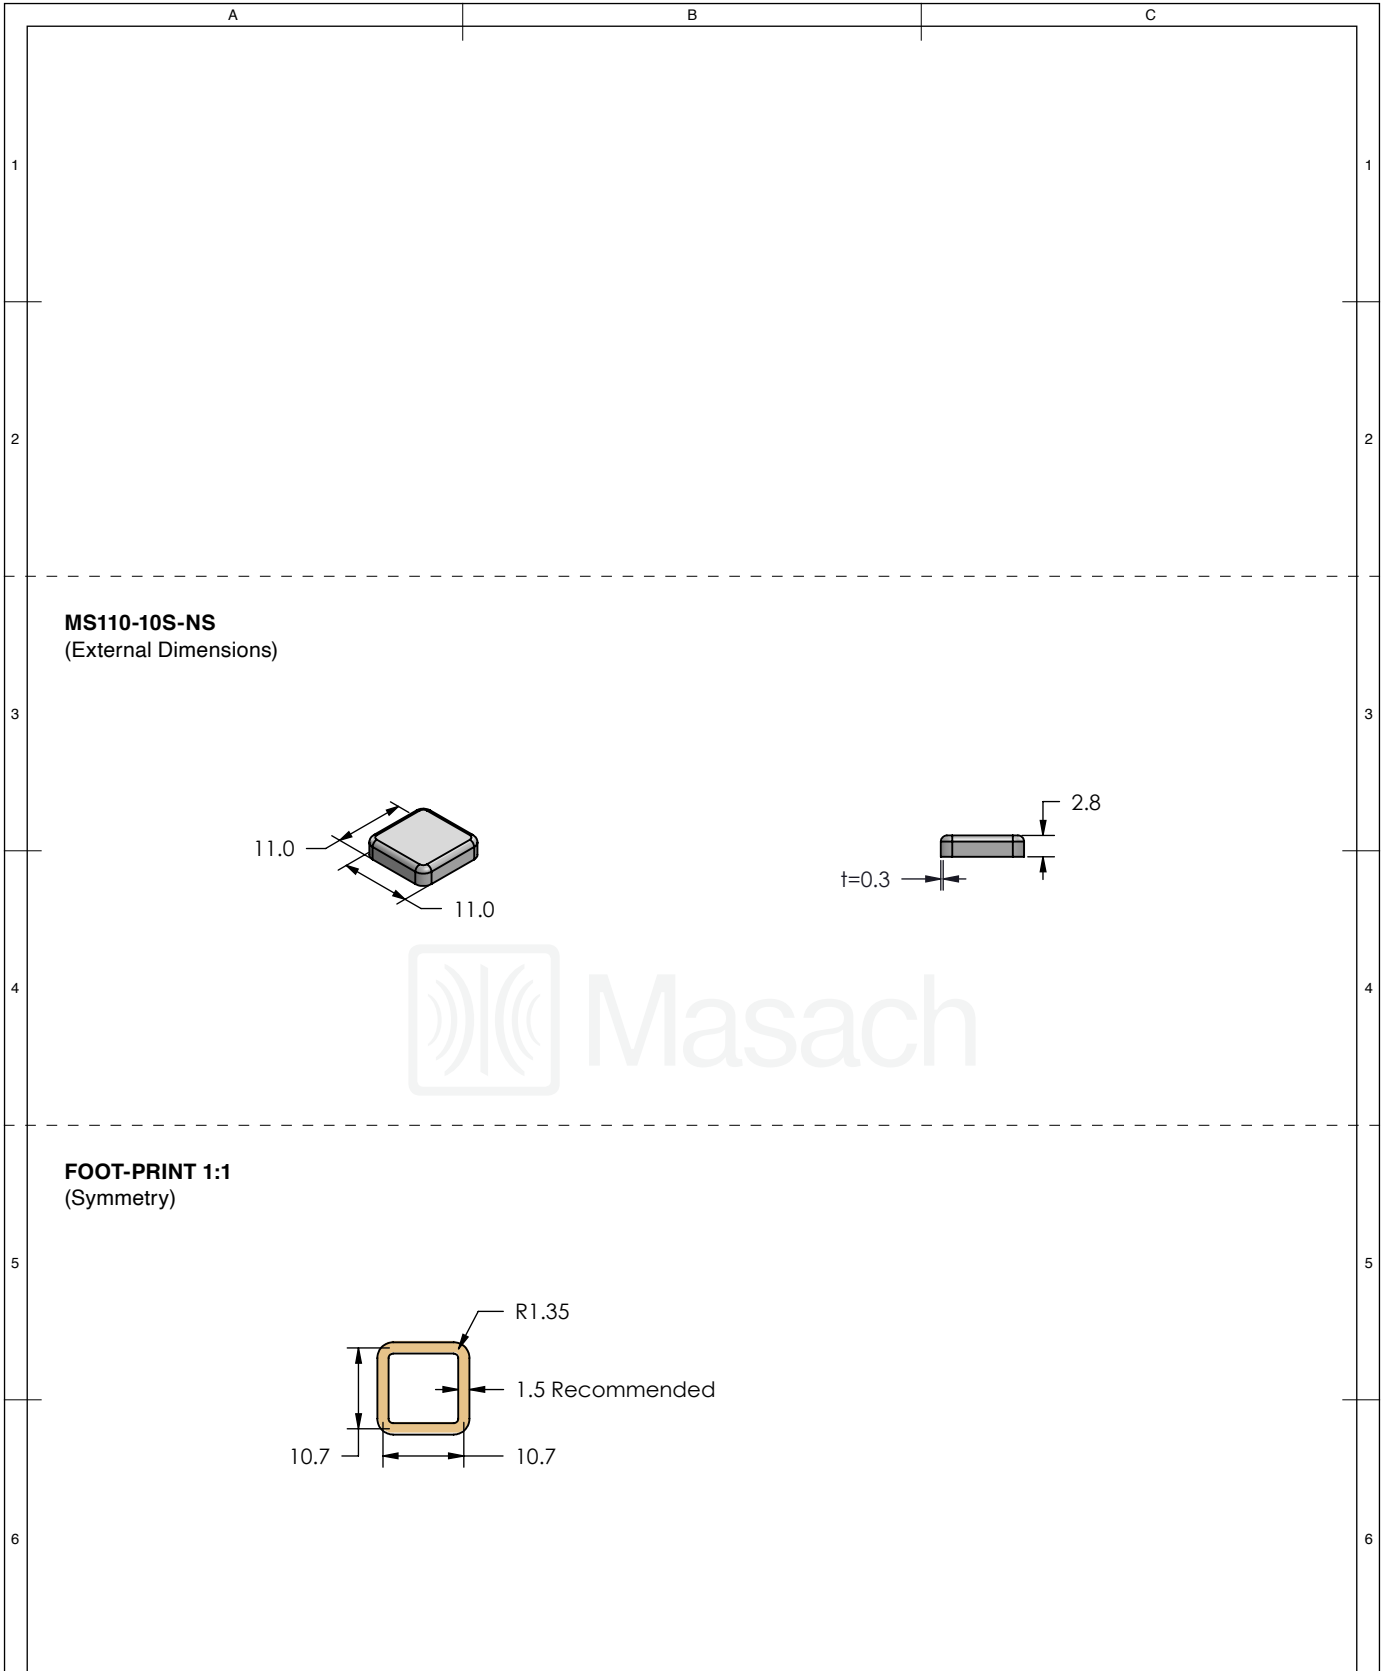 A B C
1 1
2 2
MS110-10S-NS
(External Dimensions)
3 3
2.8
11.0
t=0.3
11.0
4 Masach 4
FOOT-PRINT 1:1
(Symmetry)
5 5
R1.35
1.5 Recommended
10.7 10.7
6 6